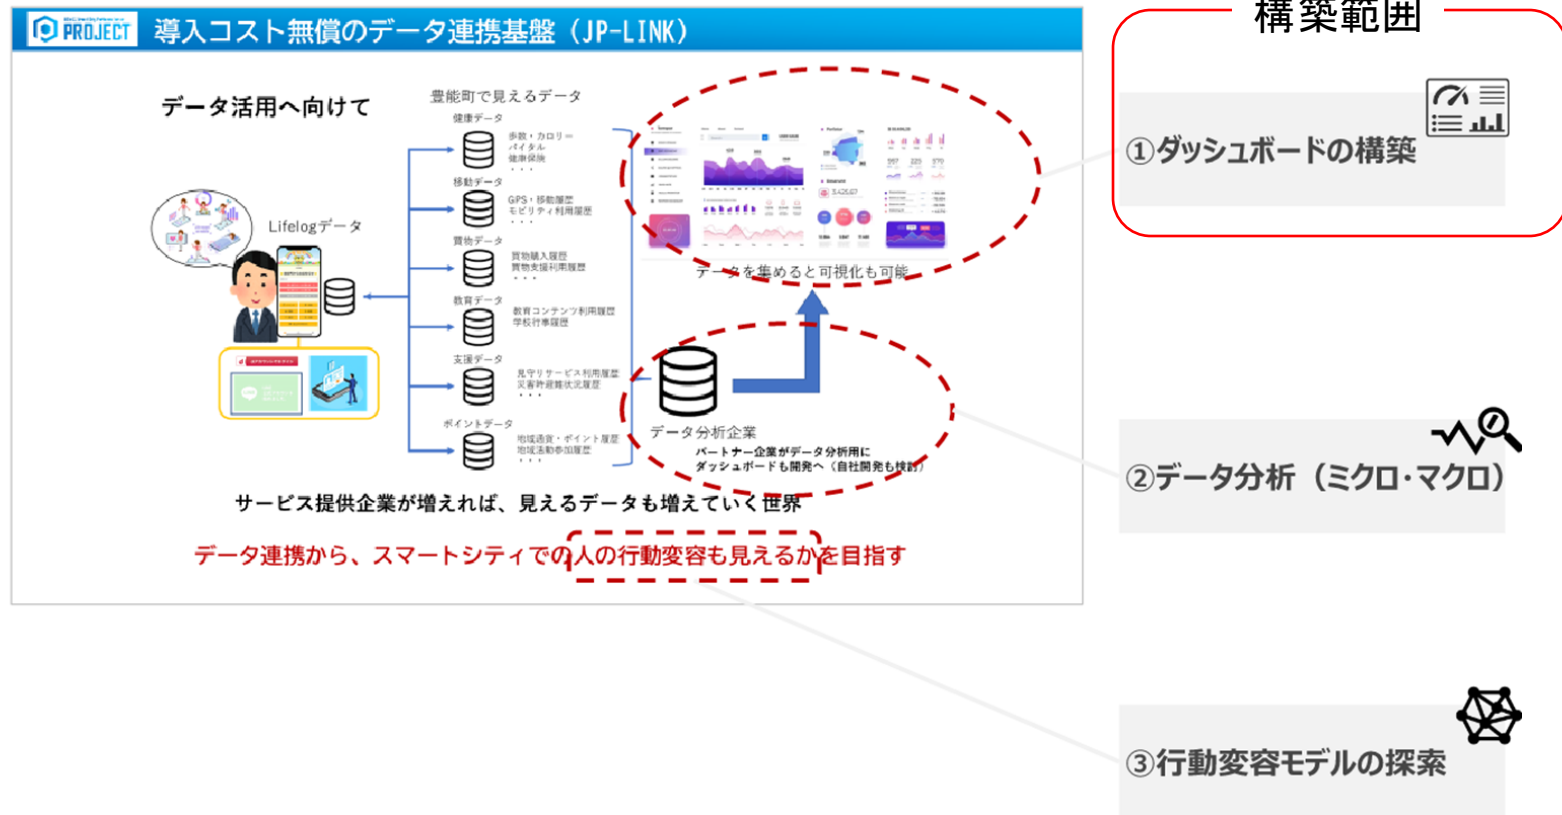 PROJECT
導入コスト無償のデータ連携基盤（JP-LINK）
データ活用へ向けて
Lifelogデータ
豊能町で見えるデータ
健康データ
歩数・カロリー
バイタル
健康保険
・・・
移動データ
GPS・移動履歴
モビリティ利用履歴
・・・
買物データ
買物購入履歴
買物支援利用履歴
・・・
教育データ
教育コンテンツ利用履歴
学校行事履歴
支援データ
見守りサービス利用履歴
災害時避難状況履歴
・・・
ポイントデータ
地域通貨・ポイント履歴
地域活動参加履歴
・・・
データを集めると可視化も可能
データ分析企業
パートナー企業がデータ分析用に
ダッシュボードも開発へ（自社開発も検討）
サービス提供企業が増えれば、見えるデータも増えていく世界
データ連携から、スマートシティでの人の行動変容も見えるかを目指す
構築範囲
①ダッシュボードの構築
②データ分析（ミクロ・マクロ）
③行動変容モデルの探索